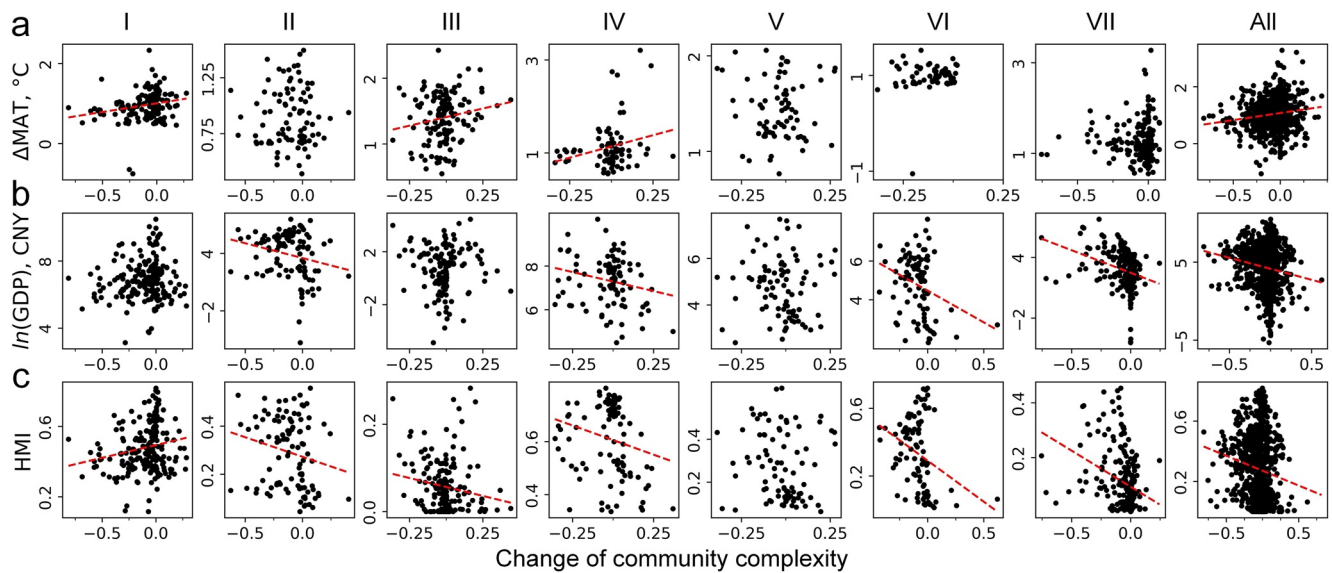 a I II III IV V VI VII All
ΔMAT, °C
2 0
1.25 0.75
2 1
3 1
2 1
1 −1
3 1
2 0
−0.5 0.0 −0.5 0.0 −0.25 0.25 −0.25 0.25 −0.25 0.25 −0.25 0.25 −0.5 0.0 −0.5 0.0 0.5
b
ln(GDP), CNY
8 4
4 −2
2 −2
8 6
6 4
6 4
4 −2
5 −5
−0.5 0.0 −0.5 0.0 −0.25 0.25 −0.25 0.25 −0.25 0.25 0.0 0.5 −0.5 0.0 −0.5 0.5
c
HMI
0.6 0.2
0.4 0.2
0.2 0.0
0.6 0.4
0.4 0.2
0.6 0.2
0.4 0.2
0.6 0.2
−0.5 0.0 −0.5 0.0 −0.25 0.25 −0.25 0.25 −0.25 0.25 0.0 0.5 −0.5 0.0 −0.5 0.0 0.5
Change of community complexity